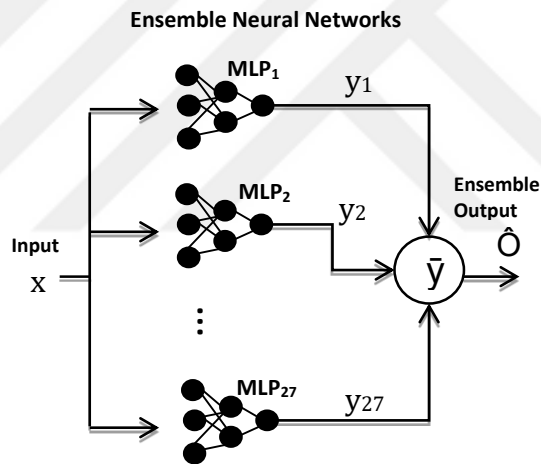 Ensemble Neural Networks
MLP₁
y1
MLP₂
y2
Ensemble
Output
Input
x
ȳ
Ô
⋮
MLP₂₇
y27